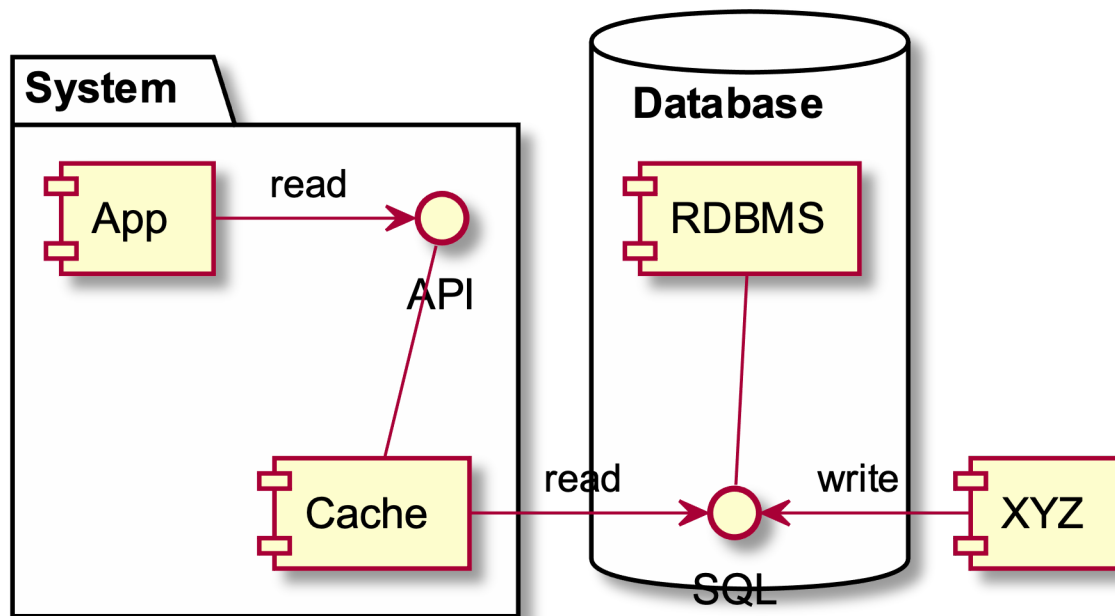 System
Database
App
read
API
RDBMS
Cache
read
SQL
write
XYZ